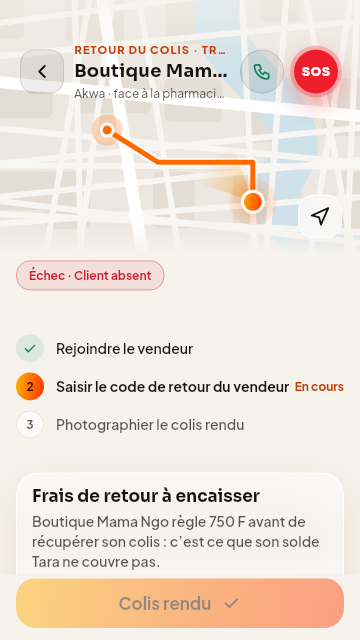 RETOUR DU COLIS · TR…
Boutique Mam…
SOS
Akwa · face à la pharmaci…
Échec · Client absent
Rejoindre le vendeur
2 Saisir le code de retour du vendeur En cours
3 Photographier le colis rendu
Frais de retour à encaisser
Boutique Mama Ngo règle 750 F avant de
récupérer son colis : c’est ce que son solde
Tara ne couvre pas.
Colis rendu